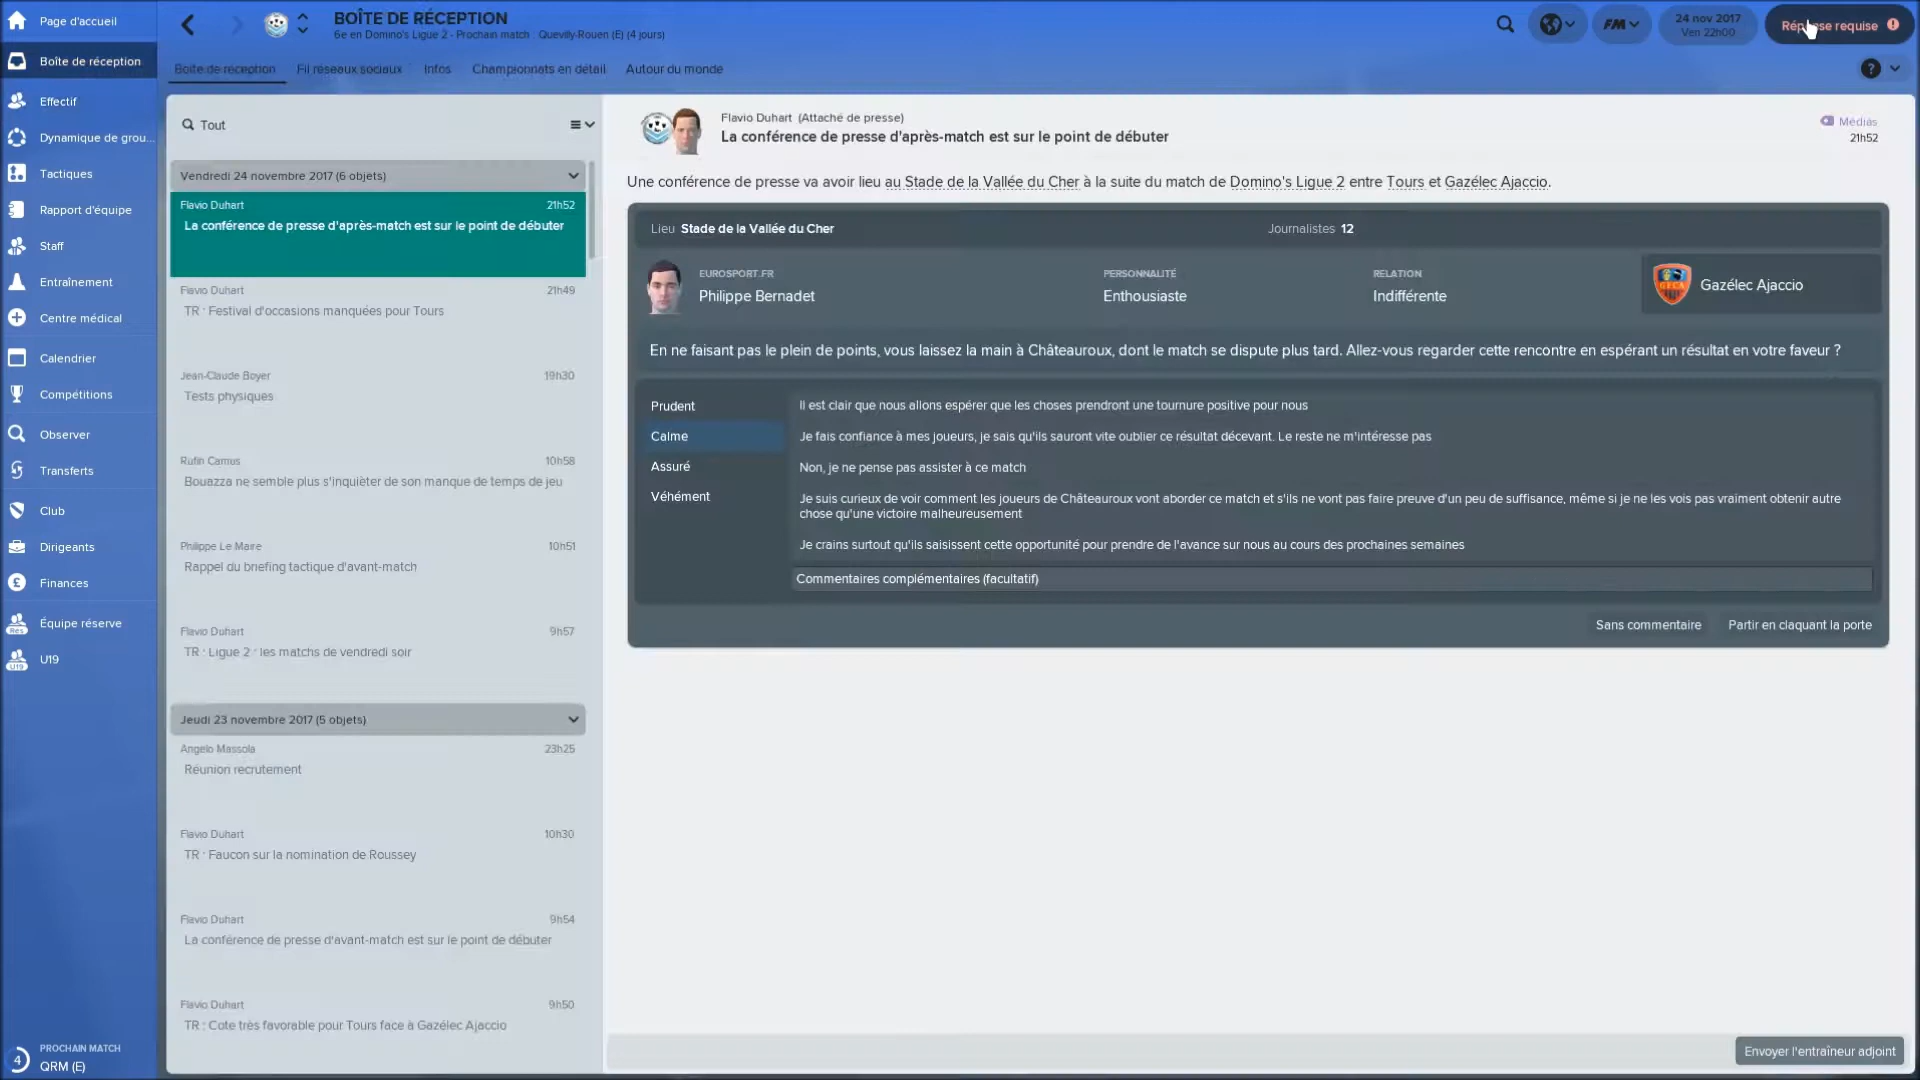 Page d'accueil
Boîte de réception
Effectif
Dynamique de grou...
Tactiques
Rapport d'équipe
Staff
Entraînement
Centre médical
Calendrier
Compétitions
Observer
Transferts
Club
Dirigeants
Finances
Équipe réserve
U19
4
PROCHAIN MATCH
QRM (E)
BOÎTE DE RÉCEPTION
6e en Domino's Ligue 2 - Prochain match : Quevilly-Rouen (E) (4 jours)
FM
24 nov 2017
Ven 22h00
requise
Boîte de réception
Fil réseaux sociaux
Infos
Championnats en détail
Autour du monde
Tout
Vendredi 24 novembre 2017 (6 objets)
Flavio Duhart 21h52
La conférence de presse d'après-match est sur le point de débuter
Flavio Duhart 21h49
TR : Festival d'occasions manquées pour Tours
Jean-Claude Boyer 19h30
Tests physiques
Rufin Camus 10h58
Bouazza ne semble plus s'inquièter de son manque de temps de jeu
Philippe Le Maire 10h51
Rappel du briefing tactique d'avant-match
Flavio Duhart 9h57
TR : Ligue 2 : les matchs de vendredi soir
Jeudi 23 novembre 2017 (5 objets)
Angelo Massola 23h25
Réunion recrutement
Flavio Duhart 10h30
TR : Faucon sur la nomination de Roussey
Flavio Duhart 9h54
La conférence de presse d'avant-match est sur le point de débuter
Flavio Duhart 9h50
TR : Cote très favorable pour Tours face à Gazélec Ajaccio
Flavio Duhart (Attaché de presse)
La conférence de presse d'après-match est sur le point de débuter
Médias
21h52
Une conférence de presse va avoir lieu au Stade de la Vallée du Cher à la suite du match de Domino's Ligue 2 entre Tours et Gazélec Ajaccio.
Lieu Stade de la Vallée du Cher
Journalistes 12
EUROSPORT.FR
Philippe Bernadet
PERSONNALITÉ
Enthousiaste
RELATION
Indifférente
Gazélec Ajaccio
En ne faisant pas le plein de points, vous laissez la main à Châteauroux, dont le match se dispute plus tard. Allez-vous regarder cette rencontre en espérant un résultat en votre faveur ?
Prudent
Calme
Assuré
Véhément
Il est clair que nous allons espérer que les choses prendront une tournure positive pour nous
Je fais confiance à mes joueurs, je sais qu'ils sauront vite oublier ce résultat décevant. Le reste ne m'intéresse pas
Non, je ne pense pas assister à ce match
Je suis curieux de voir comment les joueurs de Châteauroux vont aborder ce match et s'ils ne vont pas faire preuve d'un peu de suffisance, même si je ne les vois pas vraiment obtenir autre
chose qu'une victoire malheureusement
Je crains surtout qu'ils saisissent cette opportunité pour prendre de l'avance sur nous au cours des prochaines semaines
Commentaires complémentaires (facultatif)
Sans commentaire
Partir en claquant la porte
Envoyer l'entraîneur adjoint